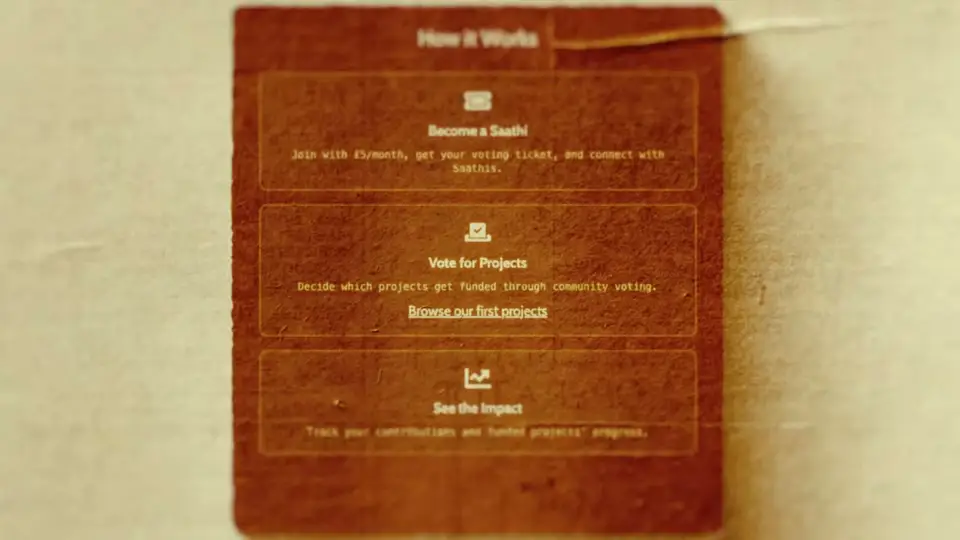 How it Works
Become a Saathi
Join with £5/month, get your voting ticket, and connect with
Saathis.
Vote for Projects
Decide which projects get funded through community voting.
Browse our first projects
See the Impact
Track your contributions and funded projects' progress.